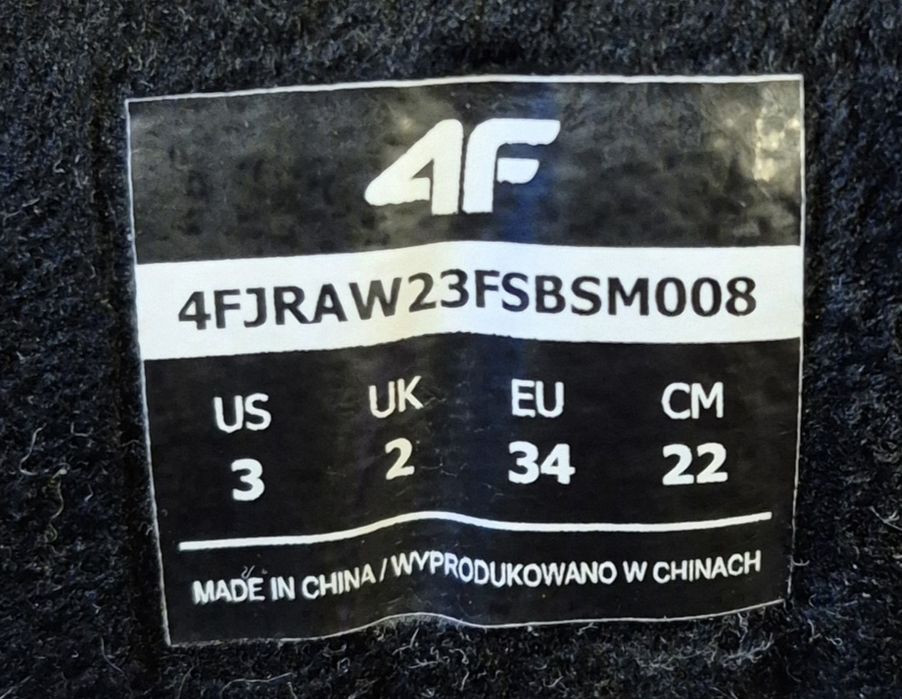 4F
4FJRAW23FSBSM008
US UK EU CM
3 2 34 22
MADE IN CHINA / WYPRODUKOWANO W CHINACH